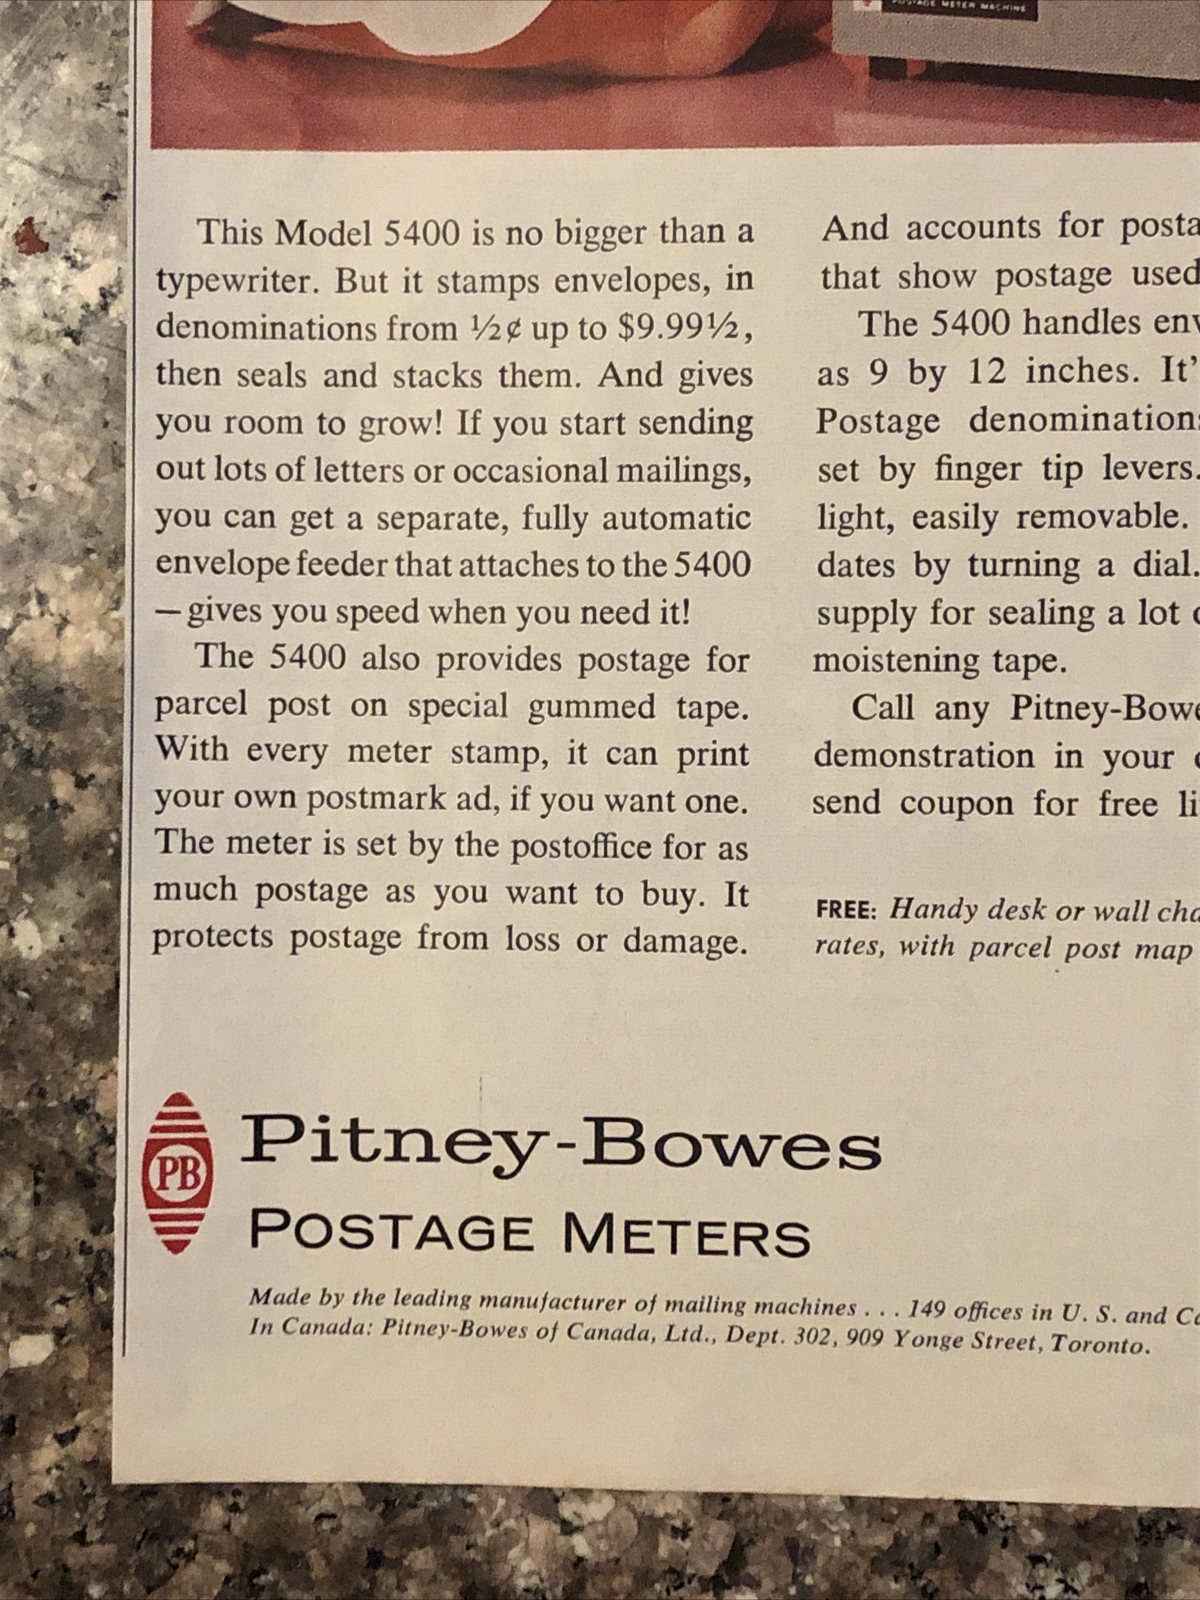 POSTAGE METER MACHINE
This Model 5400 is no bigger than a
typewriter. But it stamps envelopes, in
denominations from ½¢ up to $9.99½,
then seals and stacks them. And gives
you room to grow! If you start sending
out lots of letters or occasional mailings,
you can get a separate, fully automatic
envelope feeder that attaches to the 5400
—gives you speed when you need it!
The 5400 also provides postage for
parcel post on special gummed tape.
With every meter stamp, it can print
your own postmark ad, if you want one.
The meter is set by the postoffice for as
much postage as you want to buy. It
protects postage from loss or damage.
And accounts for posta
that show postage used
The 5400 handles env
as 9 by 12 inches. It'
Postage denominations
set by finger tip levers.
light, easily removable.
dates by turning a dial.
supply for sealing a lot o
moistening tape.
Call any Pitney-Bowe
demonstration in your o
send coupon for free li
FREE: Handy desk or wall cha
rates, with parcel post map
PB
Pitney-Bowes
POSTAGE METERS
Made by the leading manufacturer of mailing machines . . . 149 offices in U. S. and Ca
In Canada: Pitney-Bowes of Canada, Ltd., Dept. 302, 909 Yonge Street, Toronto.